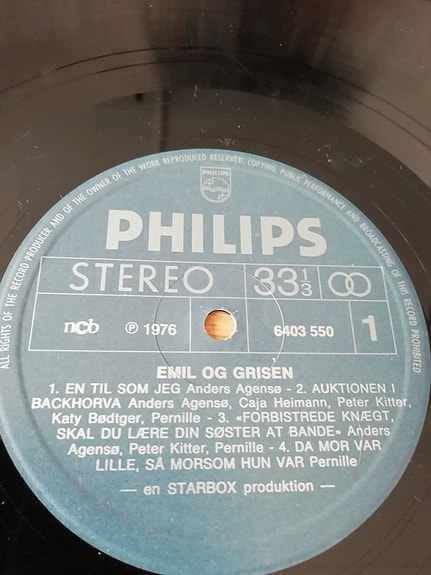 ALL RIGHTS OF THE RECORD PRODUCER AND OF THE OWNER OF THE WORK REPRODUCED RESERVED. COPYING, PUBLIC PERFORMANCE AND BROADCASTING OF THIS RECORD PROHIBITED
PHILIPS
PHILIPS
STEREO 33 1/3
ncb ℗ 1976 6403 550 1
EMIL OG GRISEN
1. EN TIL SOM JEG Anders Agensø - 2. AUKTIONEN I
BACKHORVA Anders Agensø, Caja Heimann, Peter Kitter,
Katy Bødtger, Pernille - 3. «FORBISTREDE KNÆGT,
SKAL DU LÆRE DIN SØSTER AT BANDE» Anders
Agensø, Peter Kitter, Pernille - 4. DA MOR VAR
LILLE, SÅ MORSOM HUN VAR Pernille
— en STARBOX produktion —